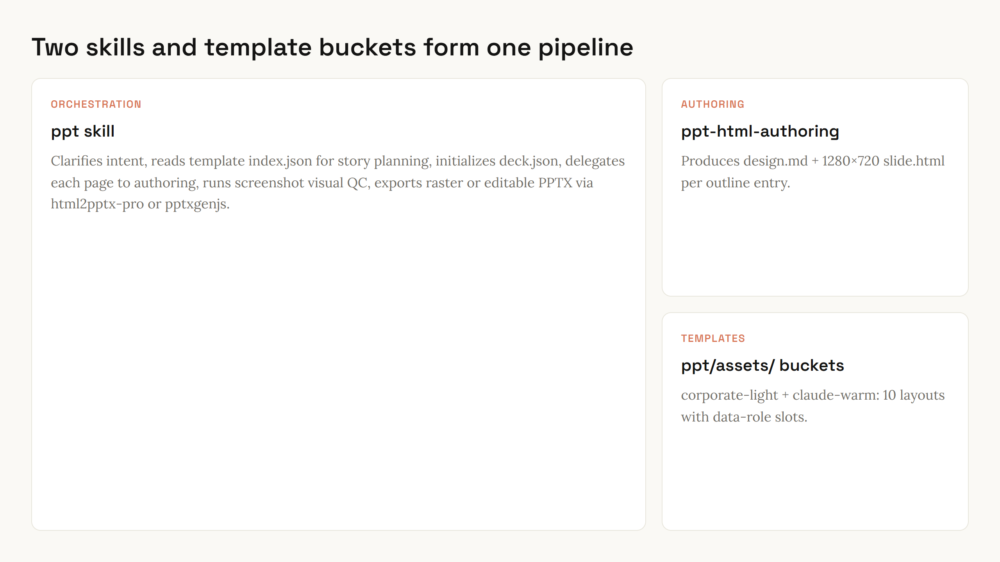 Two skills and template buckets form one pipeline
ORCHESTRATION
ppt skill
Clarifies intent, reads template index.json for story planning, initializes deck.json, delegates
each page to authoring, runs screenshot visual QC, exports raster or editable PPTX via
html2pptx-pro or pptxgenjs.
AUTHORING
ppt-html-authoring
Produces design.md + 1280×720 slide.html
per outline entry.
TEMPLATES
ppt/assets/ buckets
corporate-light + claude-warm: 10 layouts
with data-role slots.